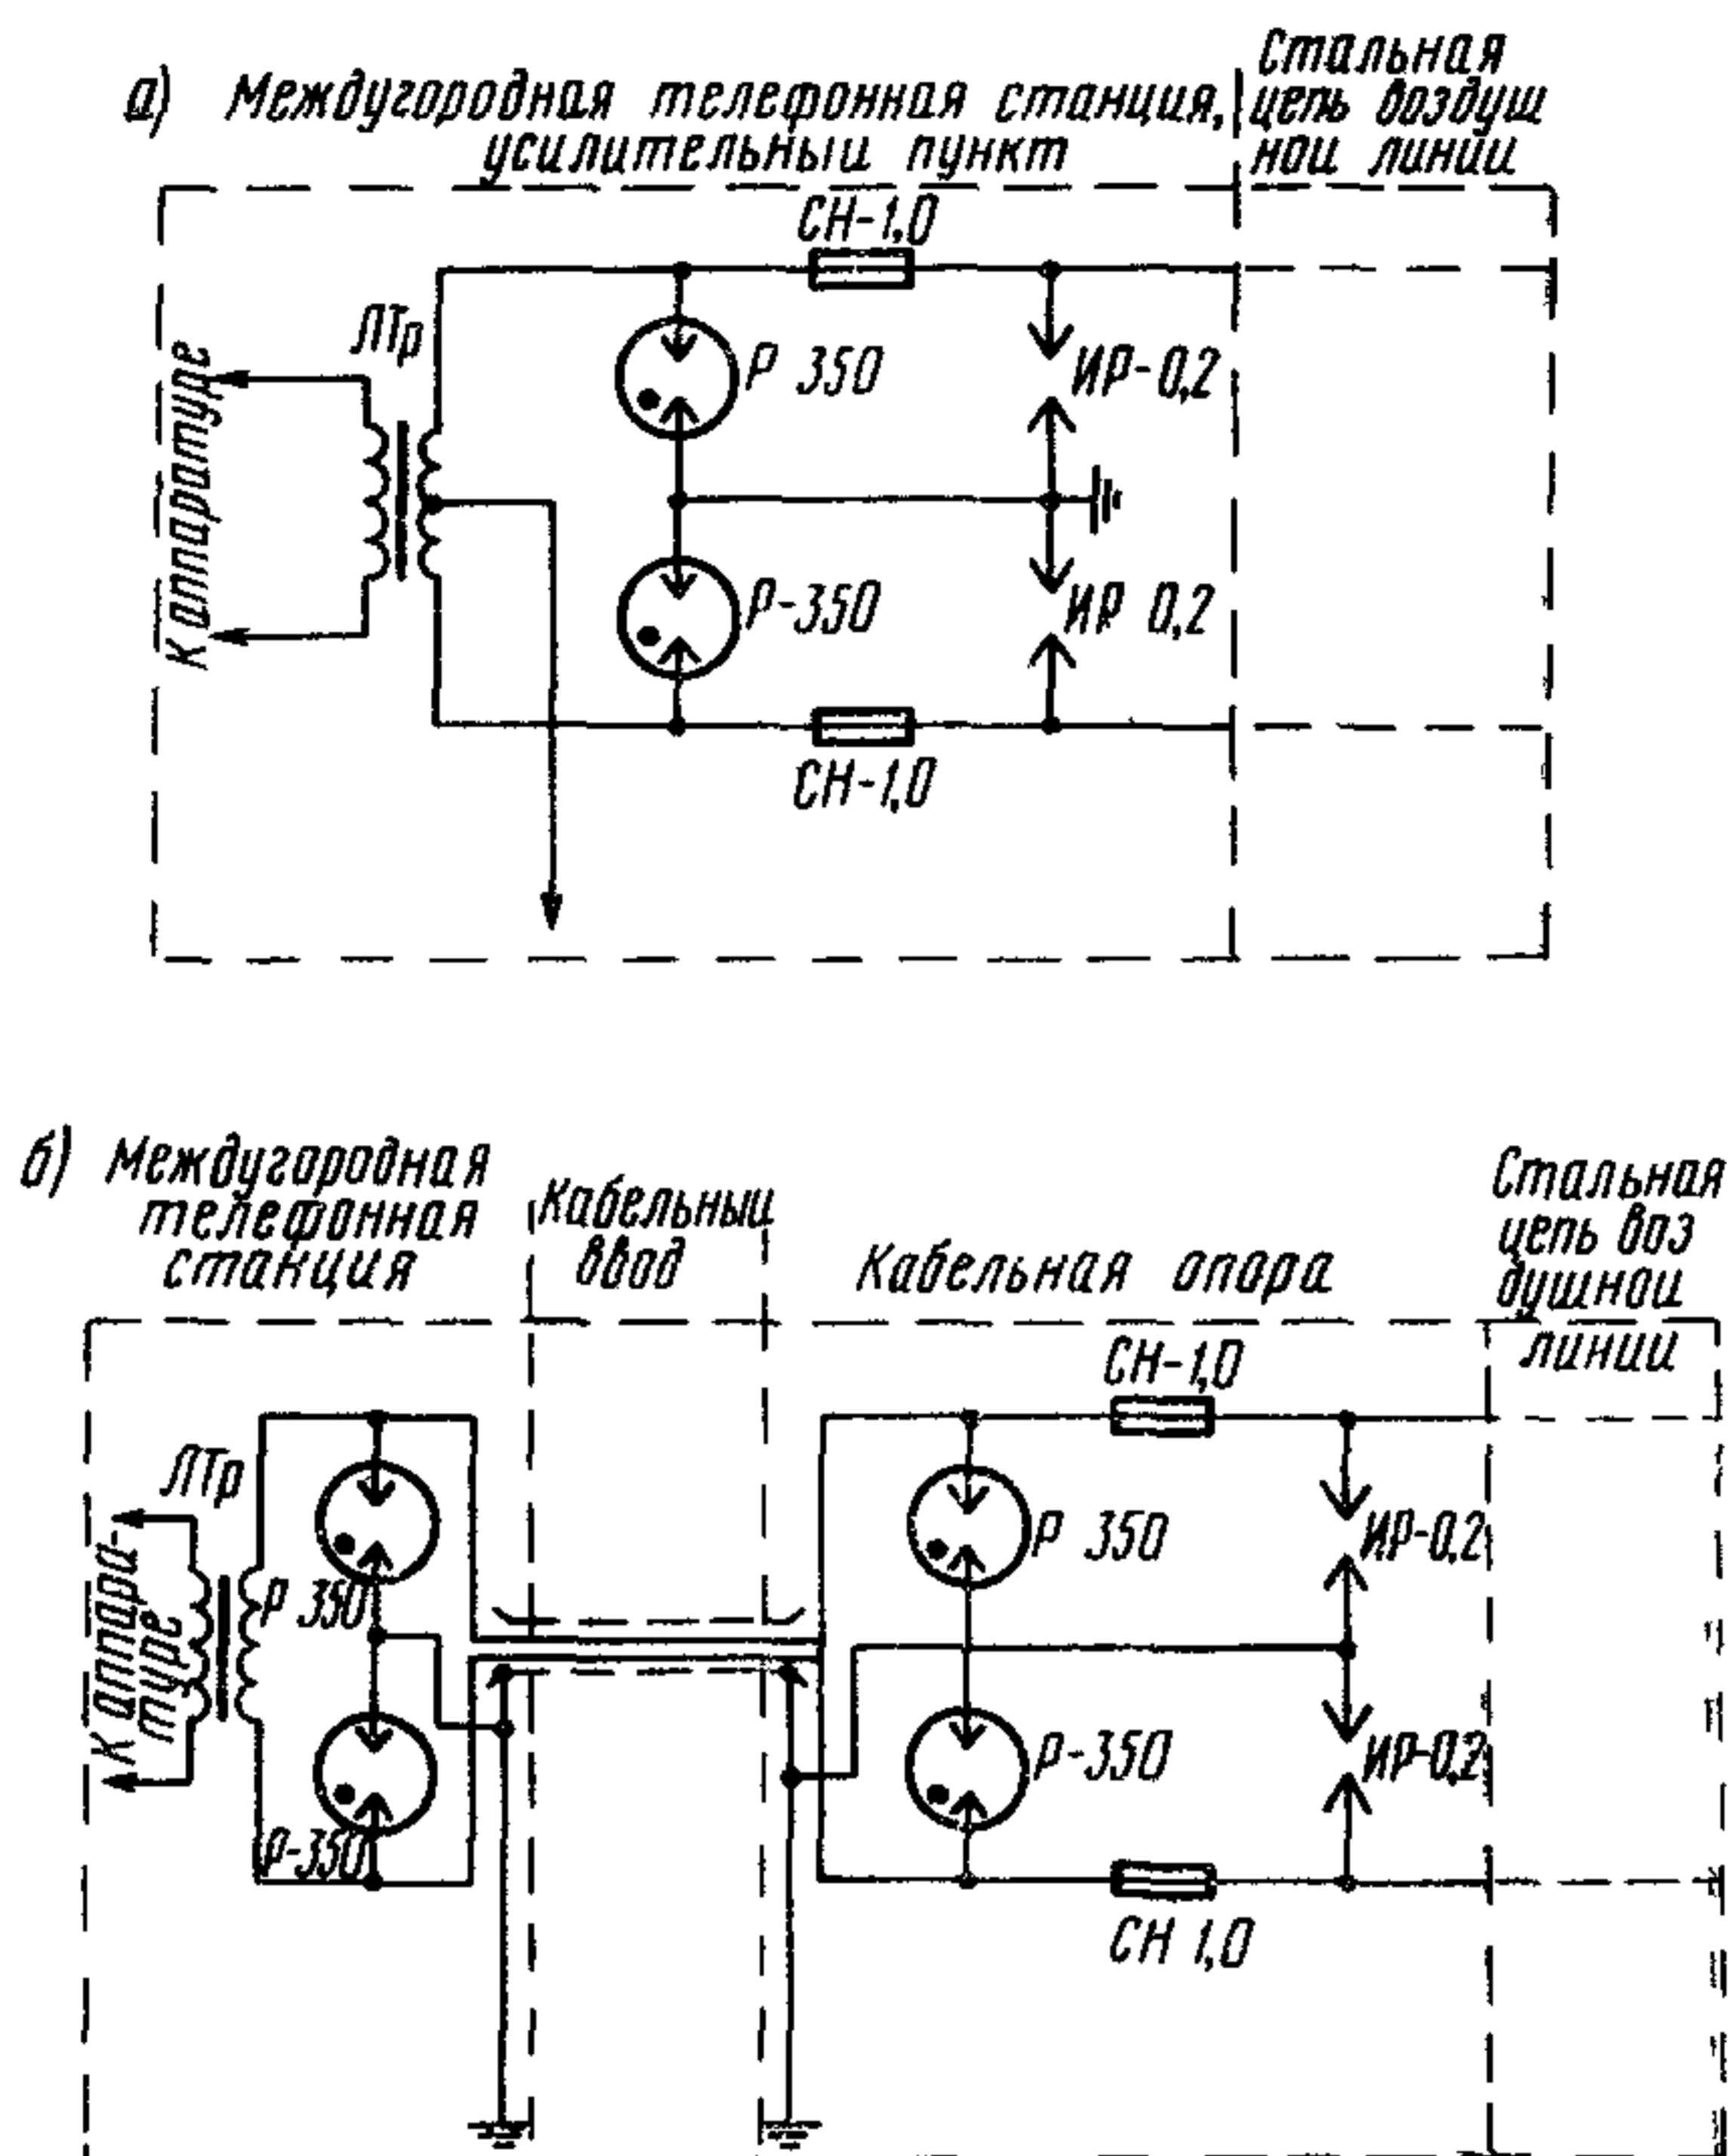 а) Междугородная телефонная станция,
усилительный пункт
Стальная
цепь воздуш
ной линии
СН-1,0
ЛТр
К аппаратуре
Р 350
ИР-0,2
Р-350
ИР 0,2
СН-1,0
б) Междугородная
телефонная
станция
Кабельный
ввод
Кабельная опора
Стальная
цепь воз
душной
линии
СН-1,0
ЛТр
К аппара-
туре
Р 350
Р 350
ИР-0,2
Р-350
Р-350
ИР-0,2
СН 1,0